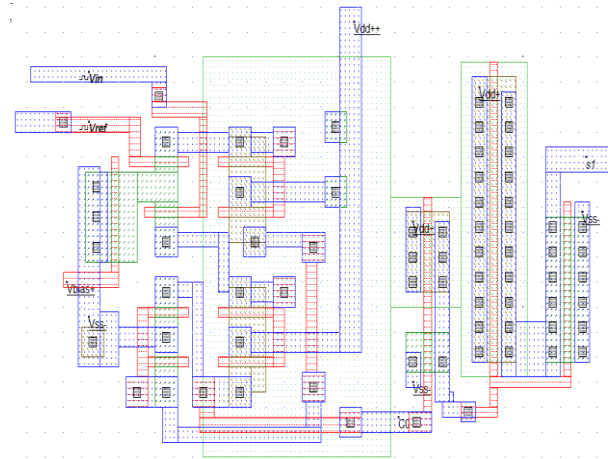 Vdd++
Vin
Vdd+
Vref
s1
Vss-
Vdd-
Vbias+
Vss-
Vss-
C0